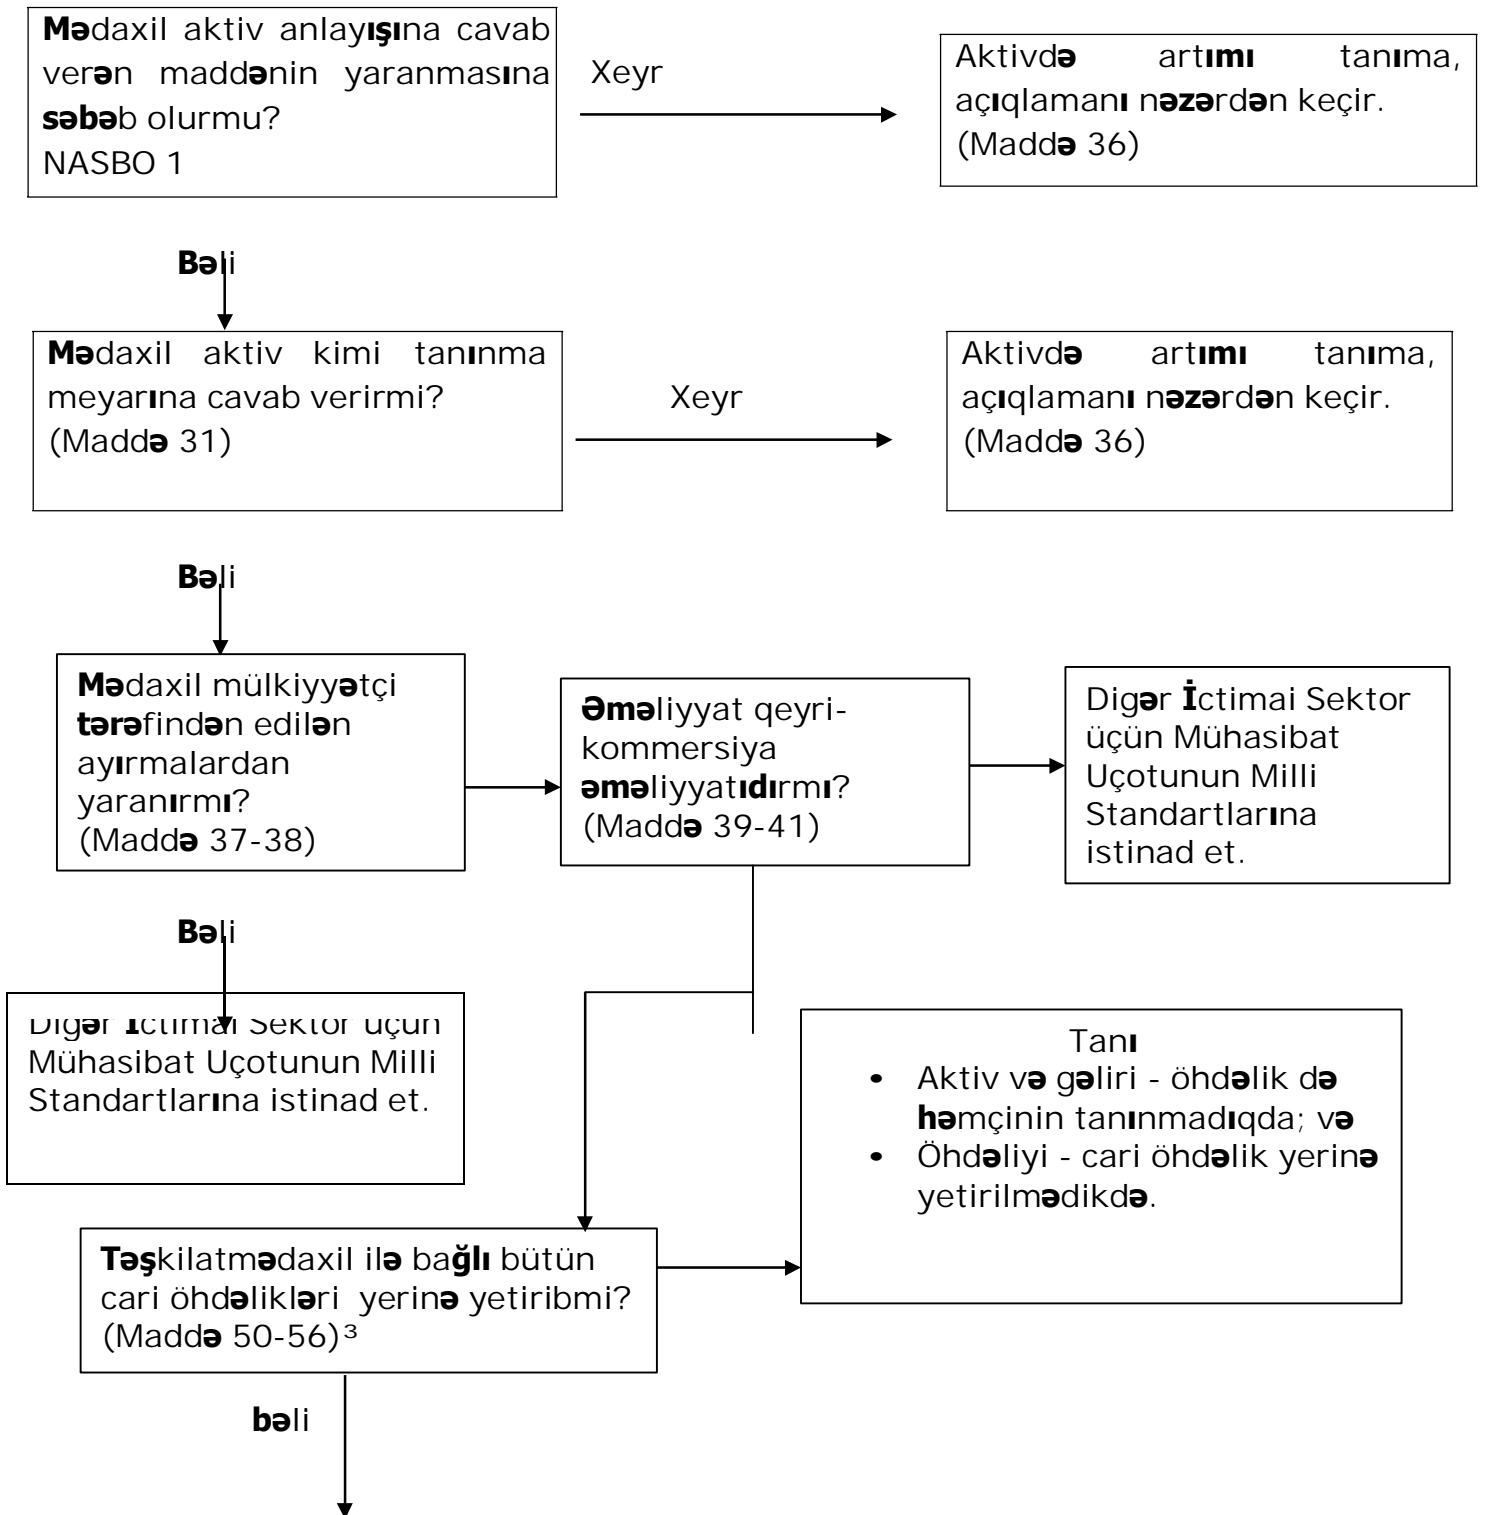 Mədaxil aktiv anlayışına cavab
verən maddənin yaranmasına
səbəb olurmu?
NASBO 1
Xeyr
Aktivdə artımı tanıma,
açıqlamanı nəzərdən keçir.
(Maddə 36)
Bəli
Mədaxil aktiv kimi tanınma
meyarına cavab verirmi?
(Maddə 31)
Xeyr
Aktivdə artımı tanıma,
açıqlamanı nəzərdən keçir.
(Maddə 36)
Bəli
Mədaxil mülkiyyətçi
tərəfindən edilən
ayırmalardan
yaranırmı?
(Maddə 37-38)
Əməliyyat qeyri-
kommersiya
əməliyyatıdırmı?
(Maddə 39-41)
Digər İctimai Sektor
üçün Mühasibat
Uçotunun Milli
Standartlarına
istinad et.
Bəli
Digər İctimai Sektor üçün
Mühasibat Uçotunun Milli
Standartlarına istinad et.
Tanı
• Aktiv və gəliri - öhdəlik də
həmçinin tanınmadıqda; və
• Öhdəliyi - cari öhdəlik yerinə
yetirilmədikdə.
Təşkilatmədaxil ilə bağlı bütün
cari öhdəlikləri yerinə yetiribmi?
(Maddə 50-56)³
bəli